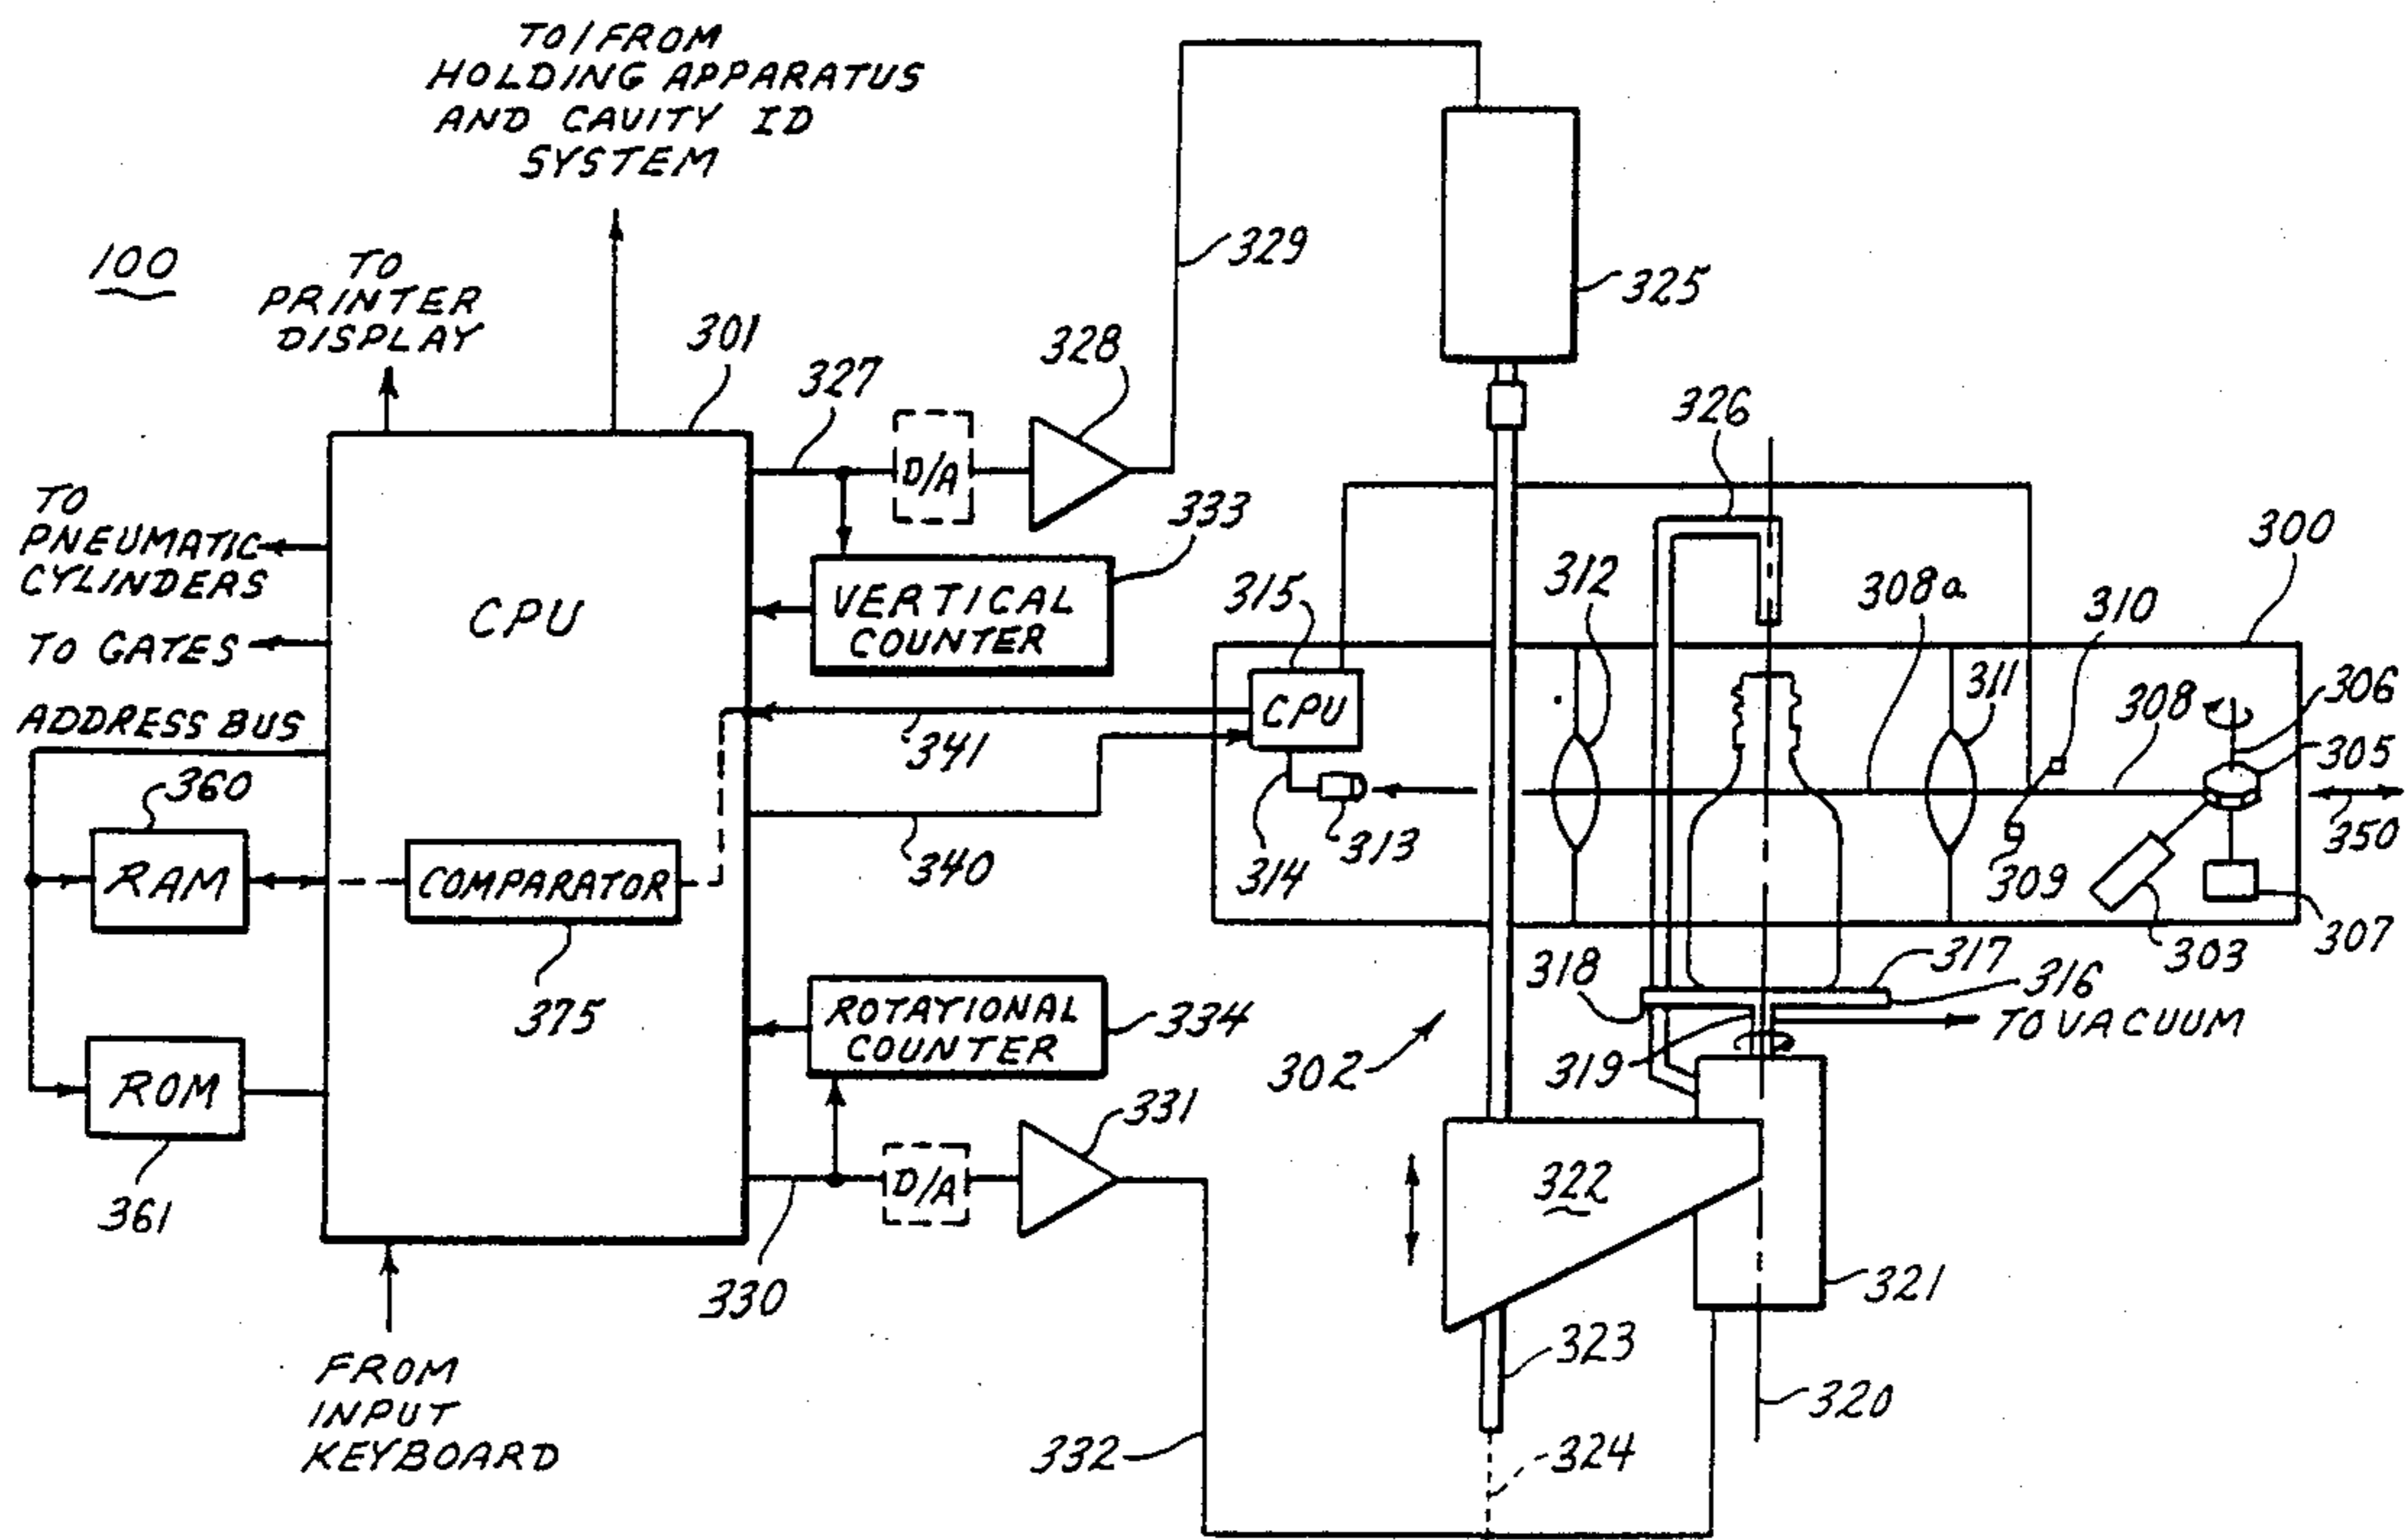 TO/FROM
HOLDING APPARATUS
AND CAVITY ID
SYSTEM
100
TO
PRINTER
DISPLAY
301
327
328
329
325
326
D/A
TO
PNEUMATIC
CYLINDERS
CPU
333
VERTICAL
COUNTER
315
312
308a
310
300
TO GATES
CPU
311
308
306
305
ADDRESS BUS
341
360
RAM
COMPARATOR
340
314
313
309
350
303
307
375
318
317
316
TO VACUUM
ROTATIONAL
COUNTER
334
302
319
ROM
361
331
D/A
330
322
321
FROM
INPUT
KEYBOARD
323
320
332
324